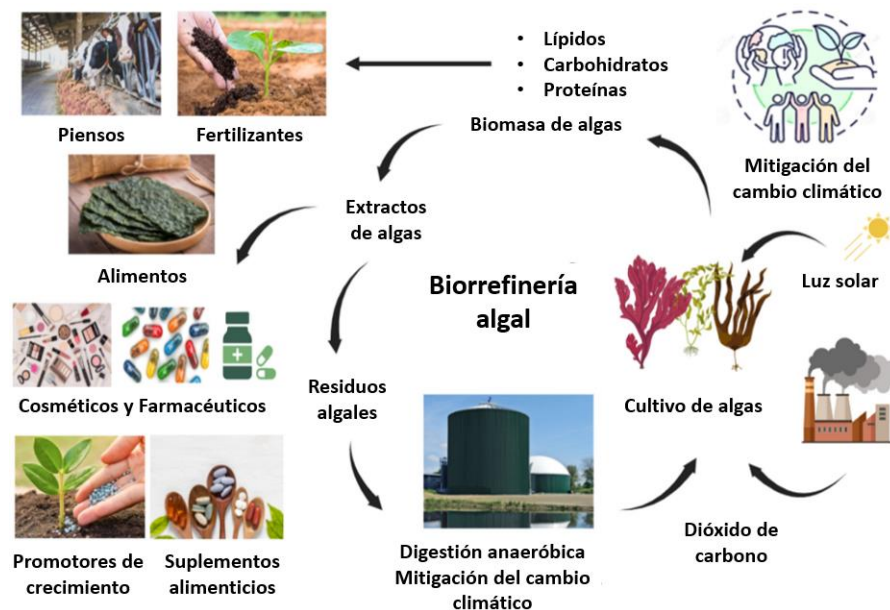 • Lípidos
• Carbohidratos
• Proteínas
Biomasa de algas
Piensos
Fertilizantes
Mitigación del
cambio climático
Extractos
de algas
Alimentos
Biorrefinería
algal
Luz solar
Residuos
algales
Cosméticos y Farmacéuticos
Cultivo de algas
Dióxido de
carbono
Promotores de
crecimiento
Suplementos
alimenticios
Digestión anaeróbica
Mitigación del cambio
climático